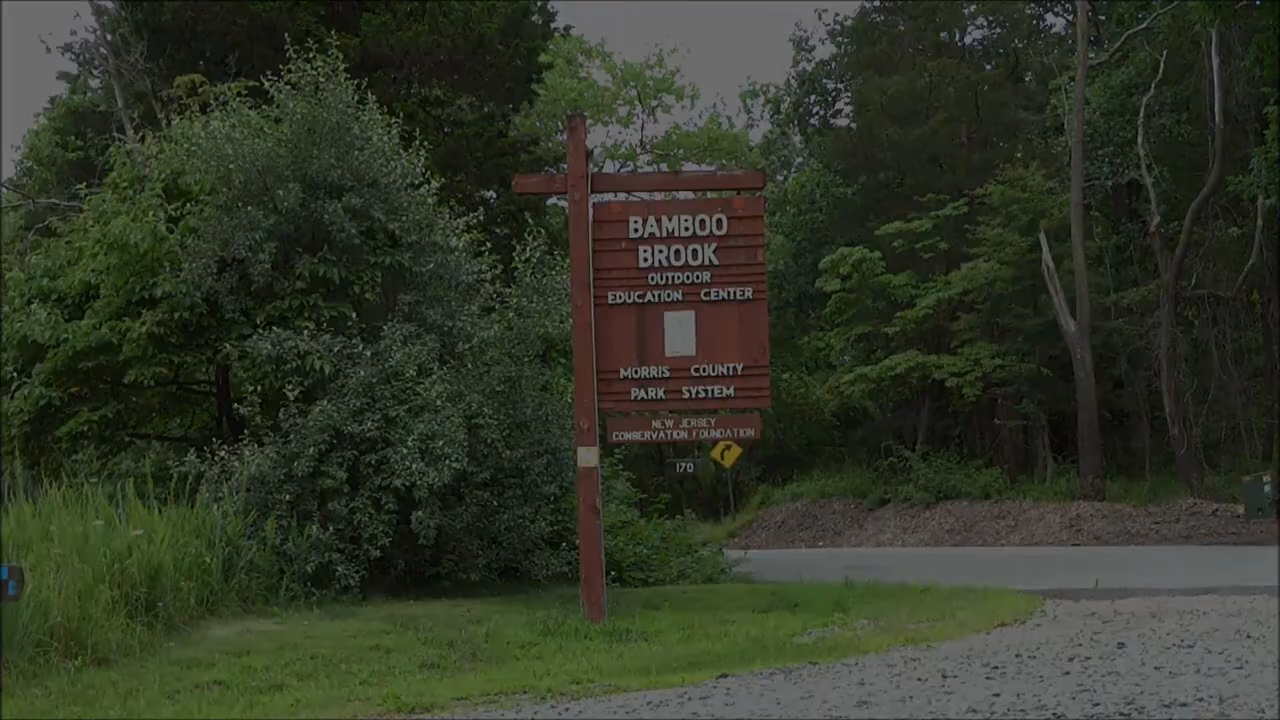 BAMBOO
BROOK
OUTDOOR
EDUCATION CENTER
MORRIS COUNTY
PARK SYSTEM
NEW JERSEY
CONSERVATION FOUNDATION
170